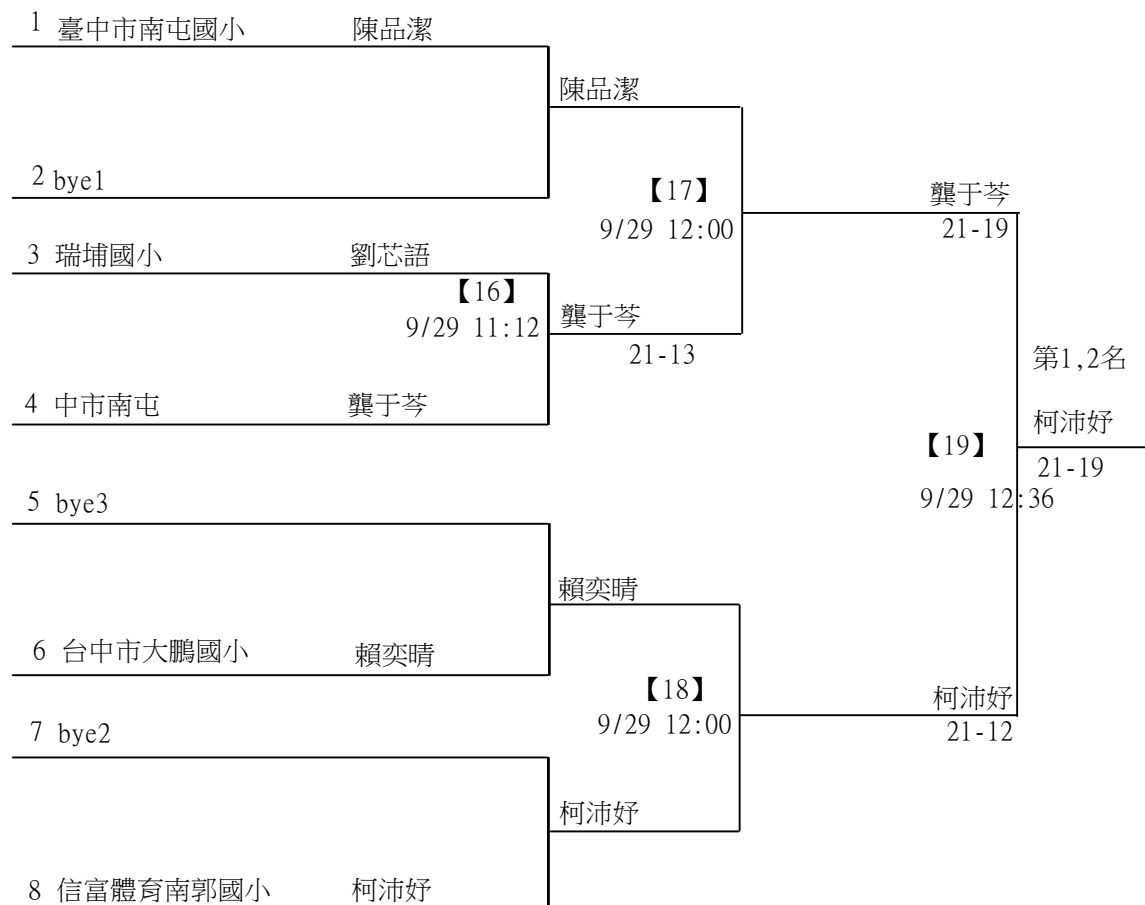 1 臺中市南屯國小 陳品潔
陳品潔
2 bye1
【17】
9/29 12:00
龔于芩
21-19
3 瑞埔國小 劉芯語
【16】
9/29 11:12
龔于芩
21-13
4 中市南屯 龔于芩
第1,2名
柯沛妤
21-19
【19】
9/29 12:36
5 bye3
賴奕晴
6 台中市大鵬國小 賴奕晴
【18】
9/29 12:00
柯沛妤
21-12
7 bye2
柯沛妤
8 信富體育南郭國小 柯沛妤